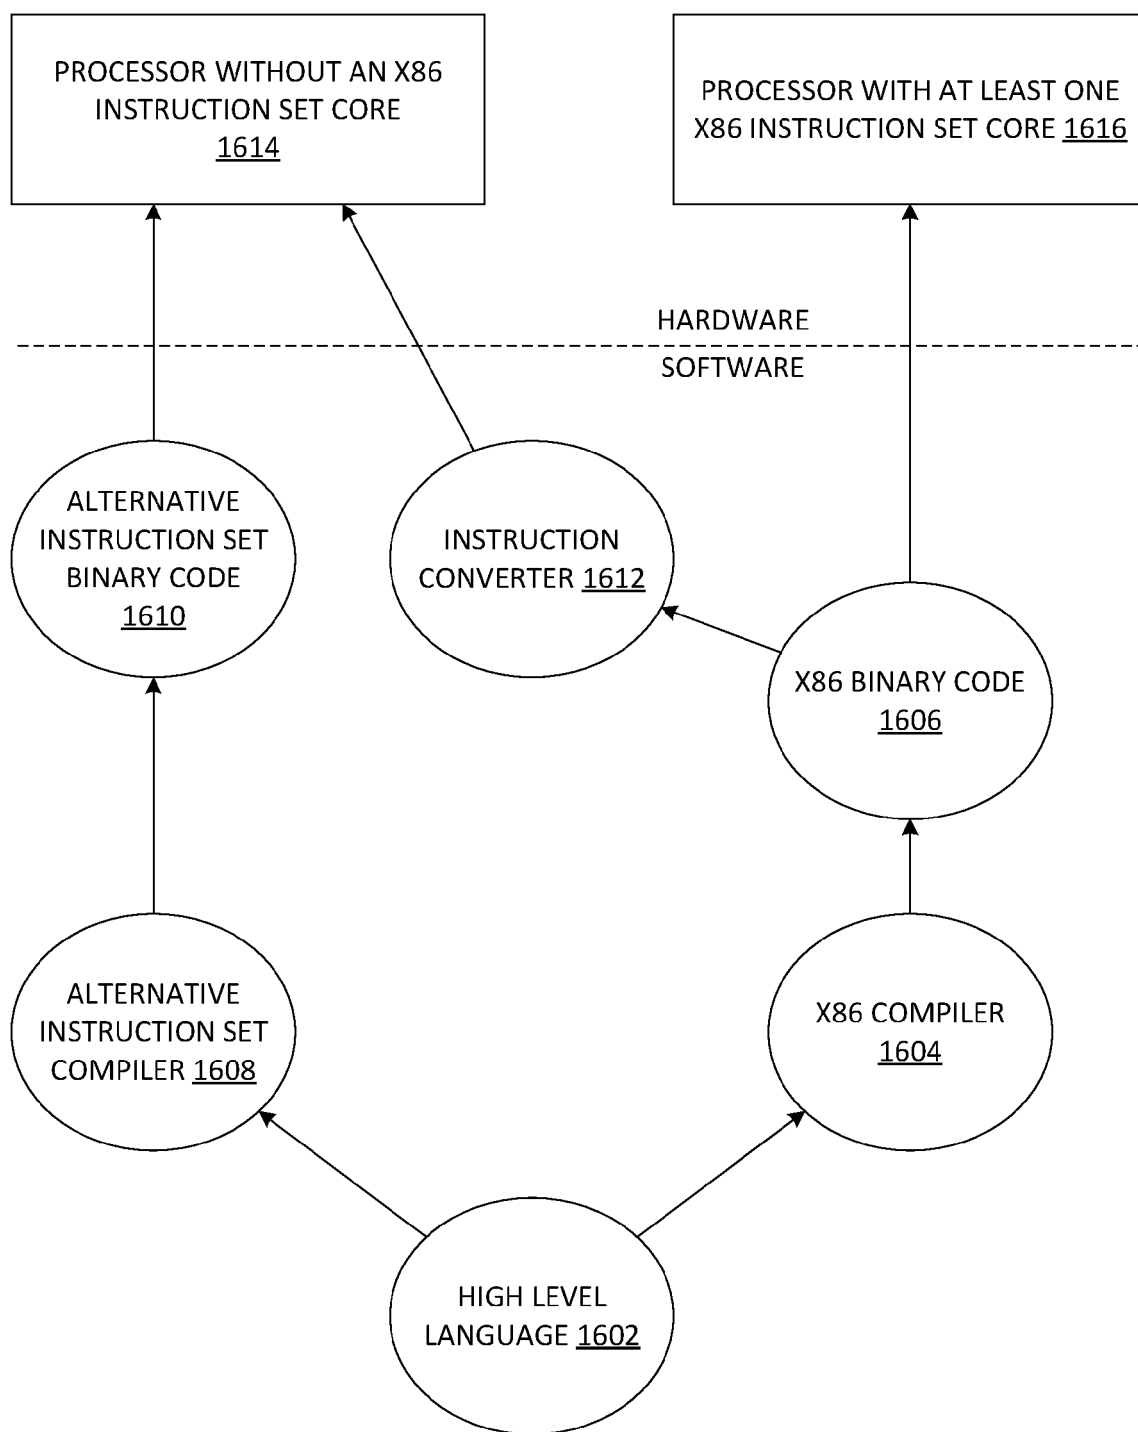 PROCESSOR WITHOUT AN X86
INSTRUCTION SET CORE
1614
PROCESSOR WITH AT LEAST ONE
X86 INSTRUCTION SET CORE 1616
HARDWARE
SOFTWARE
ALTERNATIVE
INSTRUCTION SET
BINARY CODE
1610
INSTRUCTION
CONVERTER 1612
X86 BINARY CODE
1606
ALTERNATIVE
INSTRUCTION SET
COMPILER 1608
X86 COMPILER
1604
HIGH LEVEL
LANGUAGE 1602